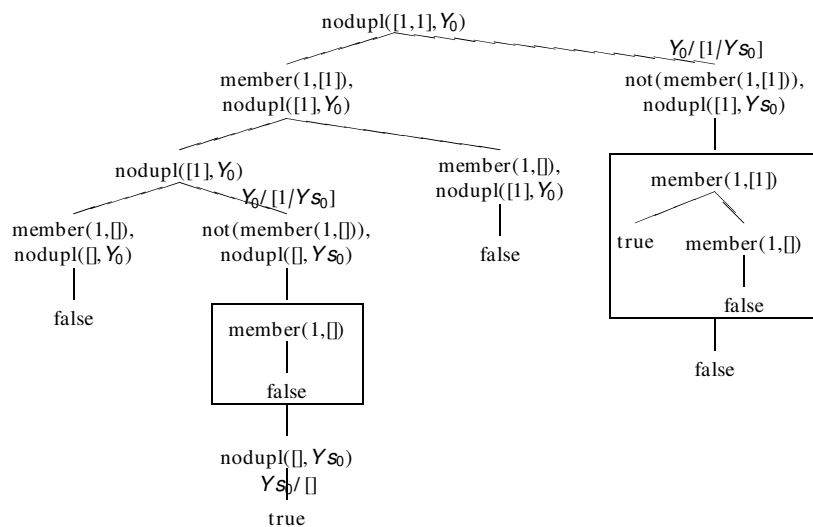 nodupl([1,1],Y₀)
Y₀/[1/Ys₀]
member(1,[1]),
nodupl([1],Y₀)
not(member(1,[1])),
nodupl([1],Ys₀)
nodupl([1],Y₀)
member(1,[]),
nodupl([1],Y₀)
member(1,[1])
Y₀/[1/Ys₀]
member(1,[]),
nodupl([],Y₀)
not(member(1,[])),
nodupl([],Ys₀)
false
true
member(1,[])
false
member(1,[])
false
false
false
false
nodupl([],Ys₀)
Ys₀/[]
true